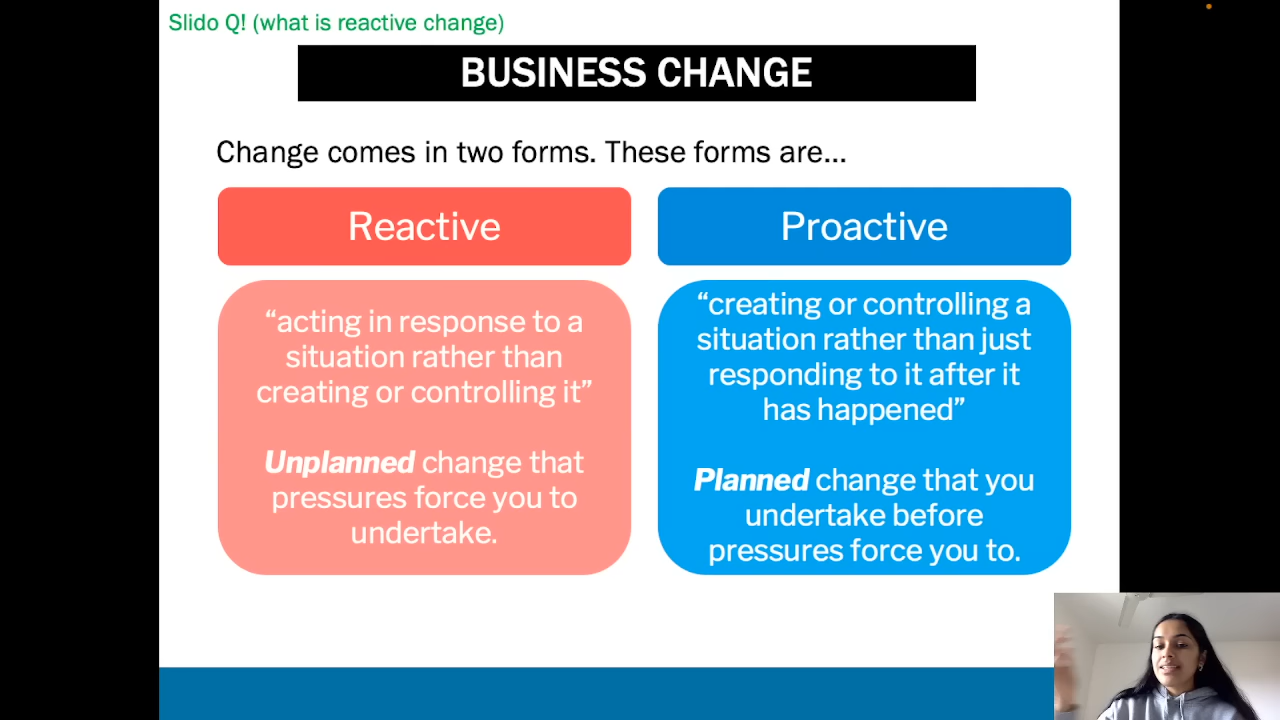 Slido Q! (what is reactive change)
BUSINESS CHANGE
Change comes in two forms. These forms are...
Reactive
“acting in response to a
situation rather than
creating or controlling it”
Unplanned change that
pressures force you to
undertake.
Proactive
“creating or controlling a
situation rather than just
responding to it after it
has happened”
Planned change that you
undertake before
pressures force you to.